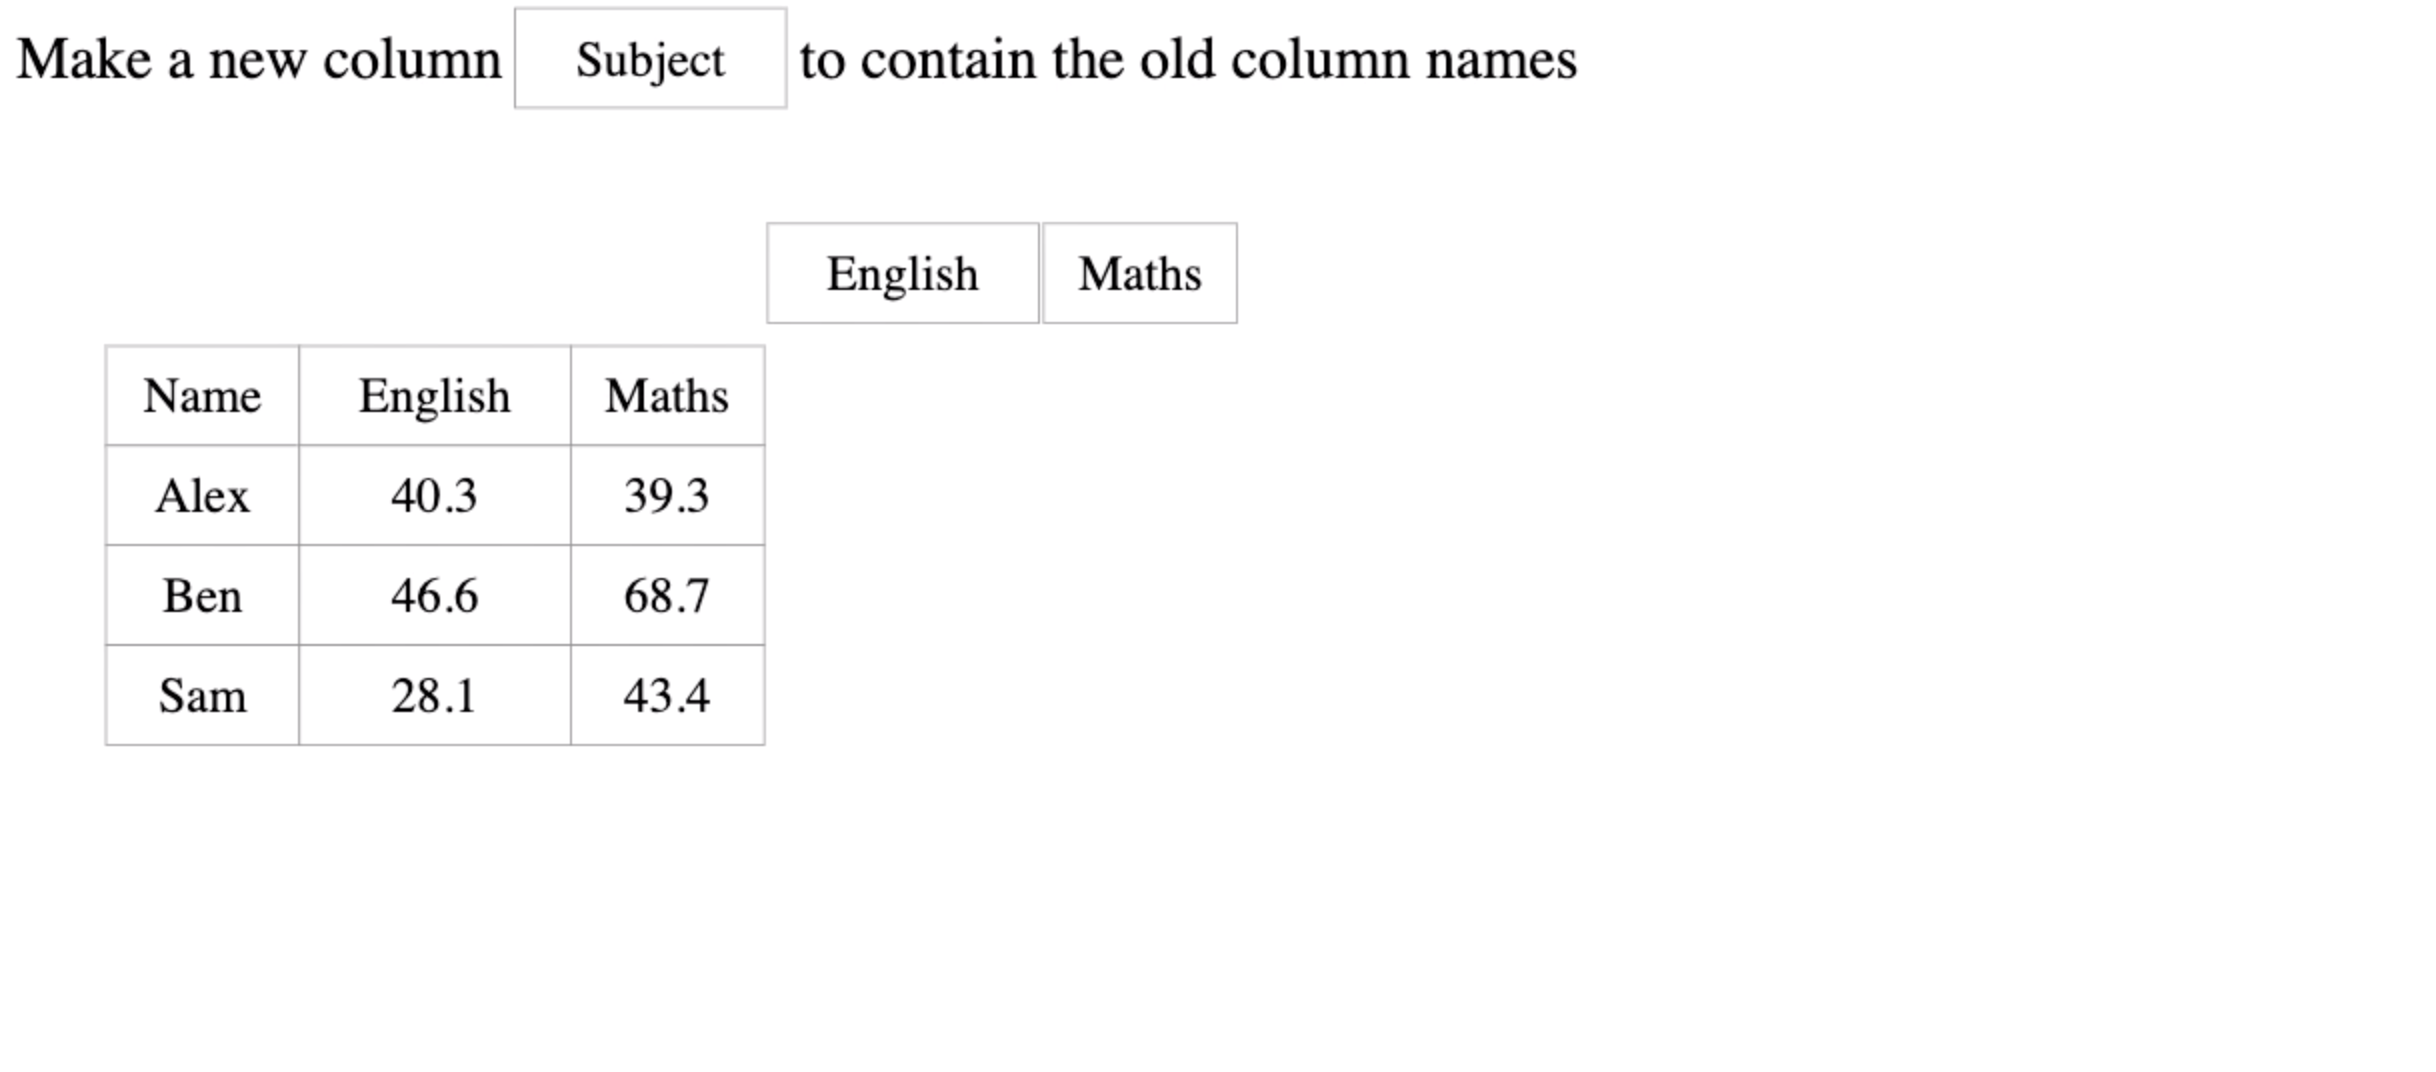 Make a new column Subject to contain the old column names
English Maths
Name English Maths
Alex 40.3 39.3
Ben 46.6 68.7
Sam 28.1 43.4